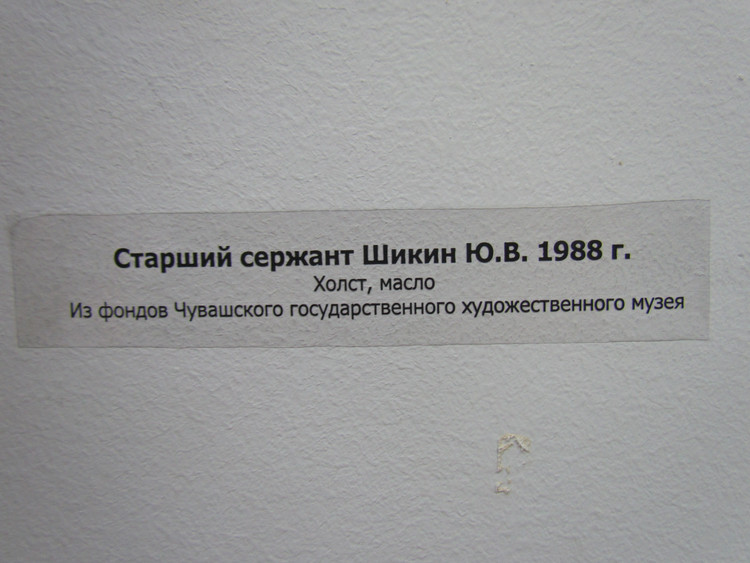 Старший сержант Шикин Ю.В. 1988 г.
Холст, масло
Из фондов Чувашского государственного художественного музея